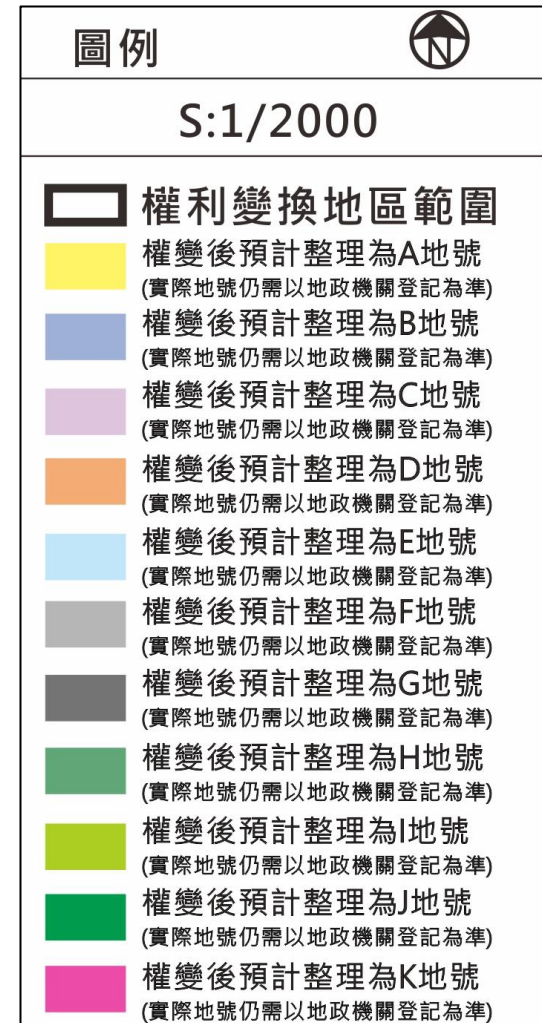 圖例 N
S:1/2000
權利變換地區範圍
權變後預計整理為A地號
(實際地號仍需以地政機關登記為準)
權變後預計整理為B地號
(實際地號仍需以地政機關登記為準)
權變後預計整理為C地號
(實際地號仍需以地政機關登記為準)
權變後預計整理為D地號
(實際地號仍需以地政機關登記為準)
權變後預計整理為E地號
(實際地號仍需以地政機關登記為準)
權變後預計整理為F地號
(實際地號仍需以地政機關登記為準)
權變後預計整理為G地號
(實際地號仍需以地政機關登記為準)
權變後預計整理為H地號
(實際地號仍需以地政機關登記為準)
權變後預計整理為I地號
(實際地號仍需以地政機關登記為準)
權變後預計整理為J地號
(實際地號仍需以地政機關登記為準)
權變後預計整理為K地號
(實際地號仍需以地政機關登記為準)